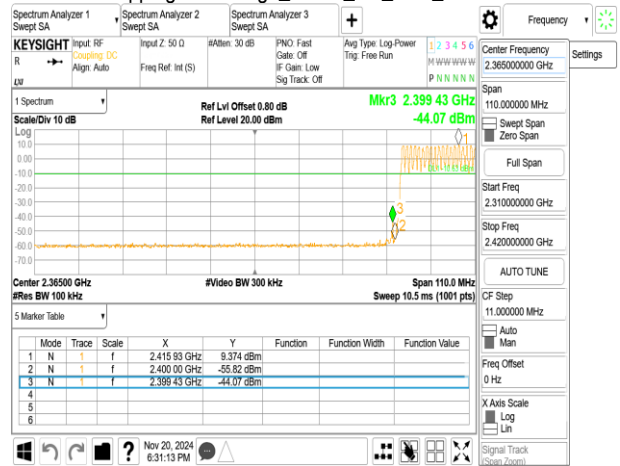 Spectrum Analyzer 1
Swept SA
Spectrum Analyzer 2
Swept SA
Spectrum Analyzer 3
Swept SA
+
Frequency
Settings
KEYSIGHT
R
Input: RF
Coupling: DC
Align: Auto
Input Z: 50 Ω
Freq Ref: Int (S)
#Atten: 30 dB
PNO: Fast
Gate: Off
IF Gain: Low
Sig Track: Off
Avg Type: Log-Power
Trig: Free Run
1 2 3 4 5 6
M W W W W W
P N N N N N
1 Spectrum
Scale/Div 10 dB
Ref Lvl Offset 0.80 dB
Ref Level 20.00 dBm
Mkr3 2.399 43 GHz
-44.07 dBm
Log
10.0
0.00
-10.0
-20.0
-30.0
-40.0
-50.0
-60.0
-70.0
1
3
2
Center 2.36500 GHz
#Res BW 100 kHz
#Video BW 300 kHz
Span 110.0 MHz
Sweep 10.5 ms (1001 pts)
5 Marker Table
Mode Trace Scale X Y Function Function Width Function Value
1 N 1 f 2.415 93 GHz 9.374 dBm
2 N 1 f 2.400 00 GHz -55.82 dBm
3 N 1 f 2.399 43 GHz -44.07 dBm
4
5
6
Nov 20, 2024
6:31:13 PM
Center Frequency
2.365000000 GHz
Span
110.000000 MHz
Swept Span
Zero Span
Full Span
Start Freq
2.310000000 GHz
Stop Freq
2.420000000 GHz
AUTO TUNE
CF Step
11.000000 MHz
Auto
Man
Freq Offset
0 Hz
X Axis Scale
Log
Lin
Signal Track
(Span Zoom)